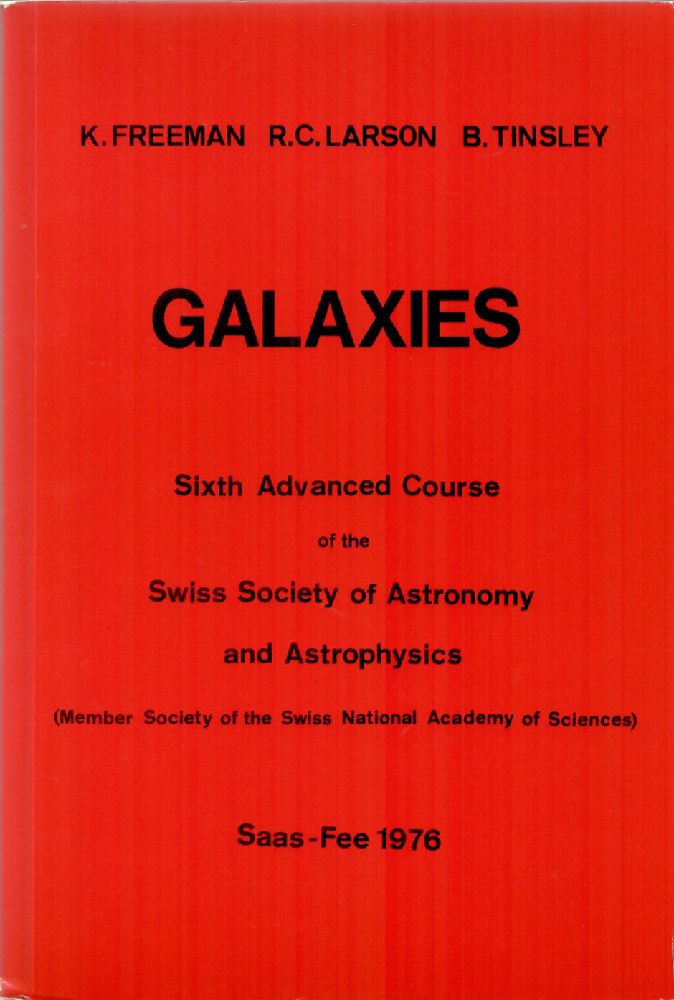 K. FREEMAN R.C. LARSON B. TINSLEY
GALAXIES
Sixth Advanced Course
of the
Swiss Society of Astronomy
and Astrophysics
(Member Society of the Swiss National Academy of Sciences)
Saas-Fee 1976